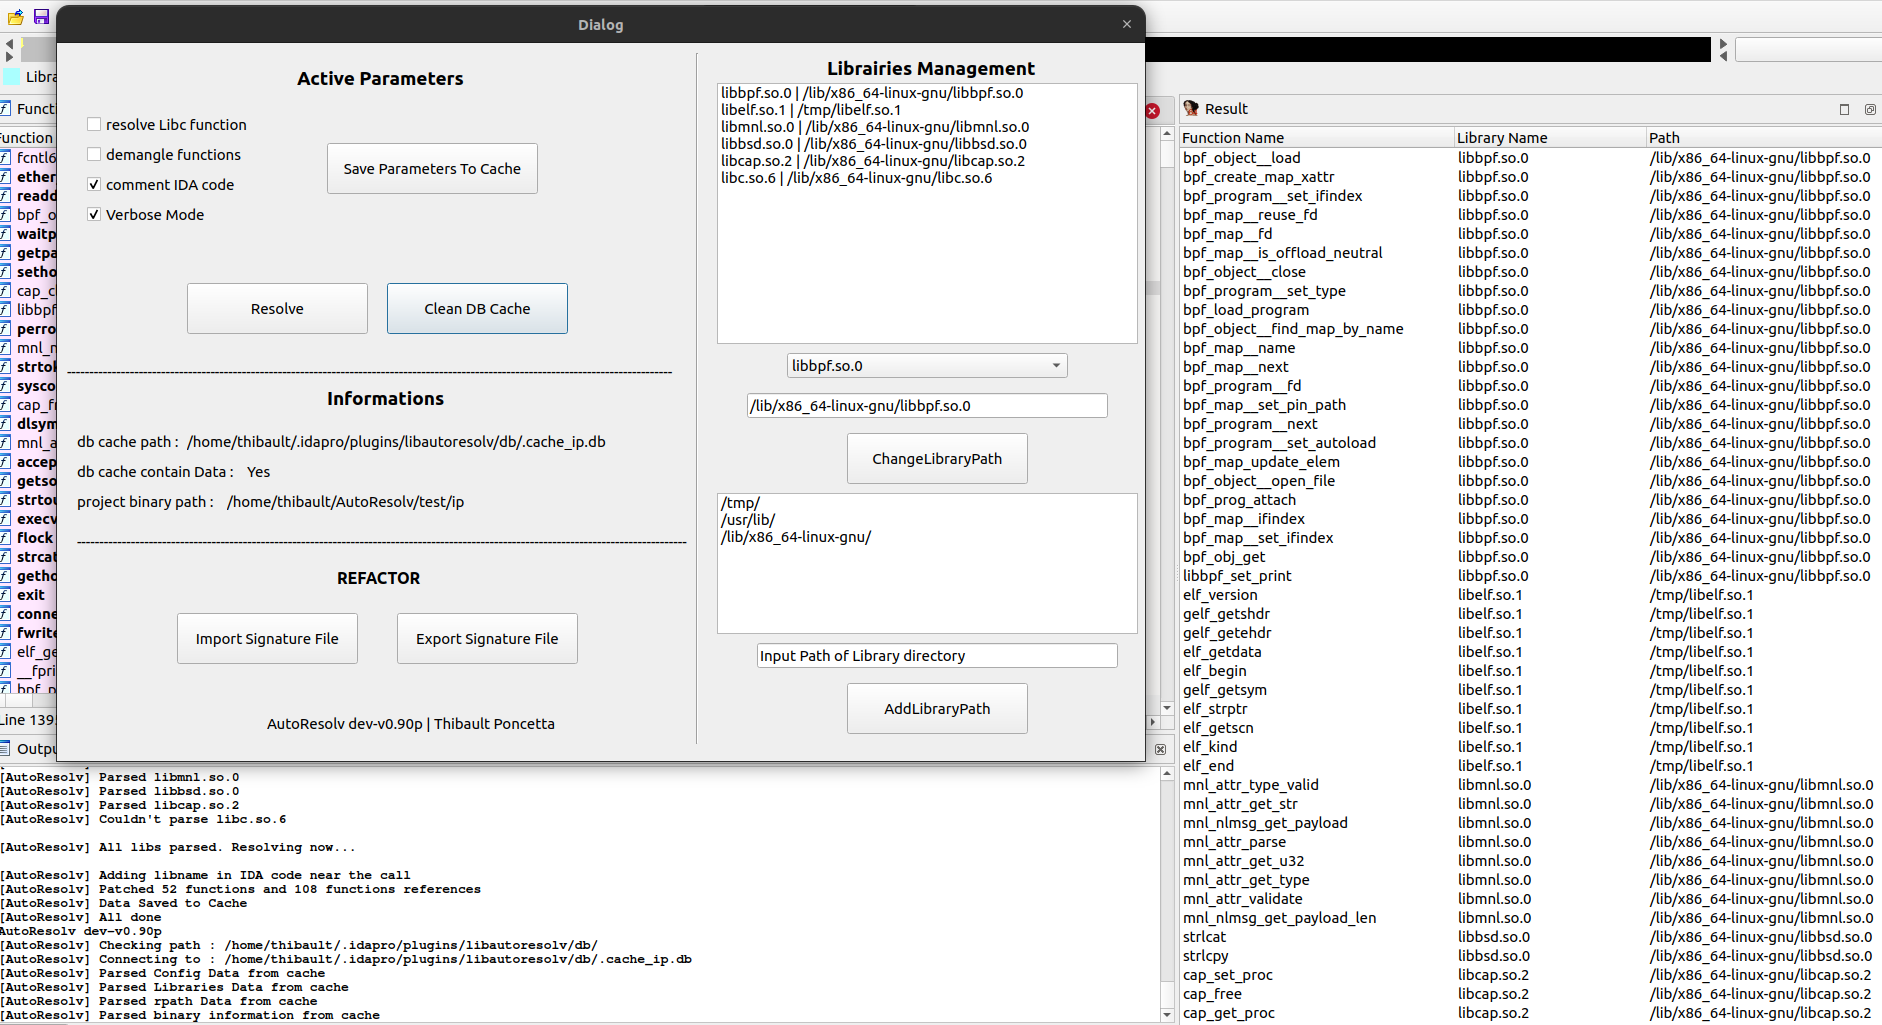 Dialog
Active Parameters
resolve Libc function
demangle functions
comment IDA code
Verbose Mode
Save Parameters To Cache
Resolve
Clean DB Cache
Informations
db cache path : /home/thibault/.idapro/plugins/libautoresolv/db/.cache_ip.db
db cache contain Data : Yes
project binary path : /home/thibault/AutoResolv/test/ip
REFACTOR
Import Signature File
Export Signature File
AutoResolv dev-v0.90p | Thibault Poncetta
Librairies Management
libbpf.so.0 | /lib/x86_64-linux-gnu/libbpf.so.0
libelf.so.1 | /tmp/libelf.so.1
libmnl.so.0 | /lib/x86_64-linux-gnu/libmnl.so.0
libbsd.so.0 | /lib/x86_64-linux-gnu/libbsd.so.0
libcap.so.2 | /lib/x86_64-linux-gnu/libcap.so.2
libc.so.6 | /lib/x86_64-linux-gnu/libc.so.6
libbpf.so.0
/lib/x86_64-linux-gnu/libbpf.so.0
ChangeLibraryPath
/tmp/
/usr/lib/
/lib/x86_64-linux-gnu/
Input Path of Library directory
AddLibraryPath
Function
flock
exit
Line 139
[AutoResolv] Parsed libmnl.so.0
[AutoResolv] Parsed libbsd.so.0
[AutoResolv] Parsed libcap.so.2
[AutoResolv] Couldn't parse libc.so.6
[AutoResolv] All libs parsed. Resolving now...
[AutoResolv] Adding libname in IDA code near the call
[AutoResolv] Patched 52 functions and 108 functions references
[AutoResolv] Data Saved to Cache
[AutoResolv] All done
AutoResolv dev-v0.90p
[AutoResolv] Checking path : /home/thibault/.idapro/plugins/libautoresolv/db/
[AutoResolv] Connecting to : /home/thibault/.idapro/plugins/libautoresolv/db/.cache_ip.db
[AutoResolv] Parsed Config Data from cache
[AutoResolv] Parsed Libraries Data from cache
[AutoResolv] Parsed rpath Data from cache
[AutoResolv] Parsed binary information from cache
Result
Function Name Library Name Path
bpf_object__load libbpf.so.0 /lib/x86_64-linux-gnu/libbpf.so.0
bpf_create_map_xattr libbpf.so.0 /lib/x86_64-linux-gnu/libbpf.so.0
bpf_program__set_ifindex libbpf.so.0 /lib/x86_64-linux-gnu/libbpf.so.0
bpf_map__reuse_fd libbpf.so.0 /lib/x86_64-linux-gnu/libbpf.so.0
bpf_map__fd libbpf.so.0 /lib/x86_64-linux-gnu/libbpf.so.0
bpf_map__is_offload_neutral libbpf.so.0 /lib/x86_64-linux-gnu/libbpf.so.0
bpf_object__close libbpf.so.0 /lib/x86_64-linux-gnu/libbpf.so.0
bpf_program__set_type libbpf.so.0 /lib/x86_64-linux-gnu/libbpf.so.0
bpf_load_program libbpf.so.0 /lib/x86_64-linux-gnu/libbpf.so.0
bpf_object__find_map_by_name libbpf.so.0 /lib/x86_64-linux-gnu/libbpf.so.0
bpf_map__name libbpf.so.0 /lib/x86_64-linux-gnu/libbpf.so.0
bpf_map__next libbpf.so.0 /lib/x86_64-linux-gnu/libbpf.so.0
bpf_program__fd libbpf.so.0 /lib/x86_64-linux-gnu/libbpf.so.0
bpf_map__set_pin_path libbpf.so.0 /lib/x86_64-linux-gnu/libbpf.so.0
bpf_program__next libbpf.so.0 /lib/x86_64-linux-gnu/libbpf.so.0
bpf_program__set_autoload libbpf.so.0 /lib/x86_64-linux-gnu/libbpf.so.0
bpf_map_update_elem libbpf.so.0 /lib/x86_64-linux-gnu/libbpf.so.0
bpf_object__open_file libbpf.so.0 /lib/x86_64-linux-gnu/libbpf.so.0
bpf_prog_attach libbpf.so.0 /lib/x86_64-linux-gnu/libbpf.so.0
bpf_map__ifindex libbpf.so.0 /lib/x86_64-linux-gnu/libbpf.so.0
bpf_map__set_ifindex libbpf.so.0 /lib/x86_64-linux-gnu/libbpf.so.0
bpf_obj_get libbpf.so.0 /lib/x86_64-linux-gnu/libbpf.so.0
libbpf_set_print libbpf.so.0 /lib/x86_64-linux-gnu/libbpf.so.0
elf_version libelf.so.1 /tmp/libelf.so.1
gelf_getshdr libelf.so.1 /tmp/libelf.so.1
gelf_getehdr libelf.so.1 /tmp/libelf.so.1
elf_getdata libelf.so.1 /tmp/libelf.so.1
elf_begin libelf.so.1 /tmp/libelf.so.1
gelf_getsym libelf.so.1 /tmp/libelf.so.1
elf_strptr libelf.so.1 /tmp/libelf.so.1
elf_getscn libelf.so.1 /tmp/libelf.so.1
elf_kind libelf.so.1 /tmp/libelf.so.1
elf_end libelf.so.1 /tmp/libelf.so.1
mnl_attr_type_valid libmnl.so.0 /lib/x86_64-linux-gnu/libmnl.so.0
mnl_attr_get_str libmnl.so.0 /lib/x86_64-linux-gnu/libmnl.so.0
mnl_nlmsg_get_payload libmnl.so.0 /lib/x86_64-linux-gnu/libmnl.so.0
mnl_attr_parse libmnl.so.0 /lib/x86_64-linux-gnu/libmnl.so.0
mnl_attr_get_u32 libmnl.so.0 /lib/x86_64-linux-gnu/libmnl.so.0
mnl_attr_get_type libmnl.so.0 /lib/x86_64-linux-gnu/libmnl.so.0
mnl_attr_validate libmnl.so.0 /lib/x86_64-linux-gnu/libmnl.so.0
mnl_nlmsg_get_payload_len libmnl.so.0 /lib/x86_64-linux-gnu/libmnl.so.0
strlcat libbsd.so.0 /lib/x86_64-linux-gnu/libbsd.so.0
strlcpy libbsd.so.0 /lib/x86_64-linux-gnu/libbsd.so.0
cap_set_proc libcap.so.2 /lib/x86_64-linux-gnu/libcap.so.2
cap_free libcap.so.2 /lib/x86_64-linux-gnu/libcap.so.2
cap_get_proc libcap.so.2 /lib/x86_64-linux-gnu/libcap.so.2